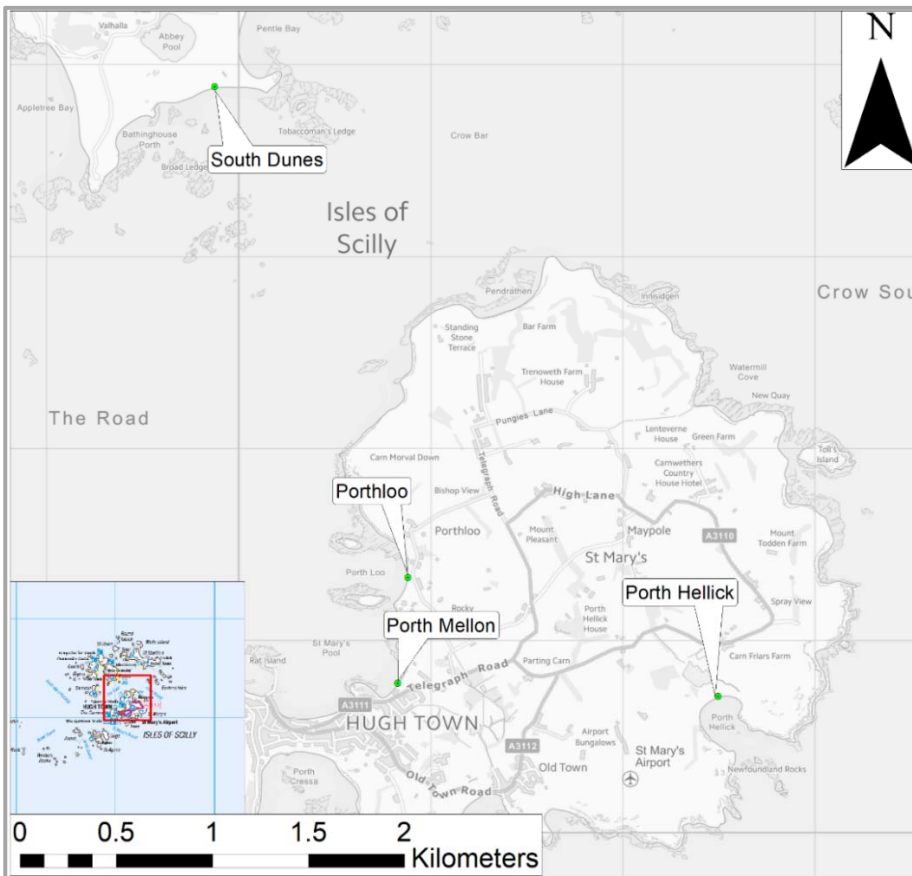 Valhalla
Abbey
Pool
Pentle Bay
N
Appletree Bay
Bathinghouse
Porth
Tobaccoman's Ledge
Crow Bar
Broad Ledge
South Dunes
Isles of
Scilly
Pendrathen
Innisidgen
Crow Sou
Standing
Stone
Terrace
Bar Farm
Trenoweth Farm
House
Watermill
Cove
New Quay
The Road
Pungies Lane
Lenteverne
House
Green Farm
Carn Morval Down
Telegraph Road
Carnwethers
Country
House Hotel
Toll's
Island
Porthloo
Bishop View
High Lane
Porthloo
Mount
Pleasant
Maypole
A3110
Mount
Todden Farm
St Mary's
Porth Loo
Porth Hellick
Spray View
Rocky
Porth
Hellick
House
Porth Mellon
St Mary's
Pool
Rat Island
Telegraph Road
Parting Carn
Carn Friars Farm
A3111
HUGH TOWN
Porth
Hellick
A3112
Airport
Bungalows
St Mary's
Airport
Old Town
Newfoundland Rocks
Porth
Cressa
Old Town Road
HUGH TOWN
St Mary's Airport
ISLES OF SCILLY
0 0.5 1 2
Kilometers